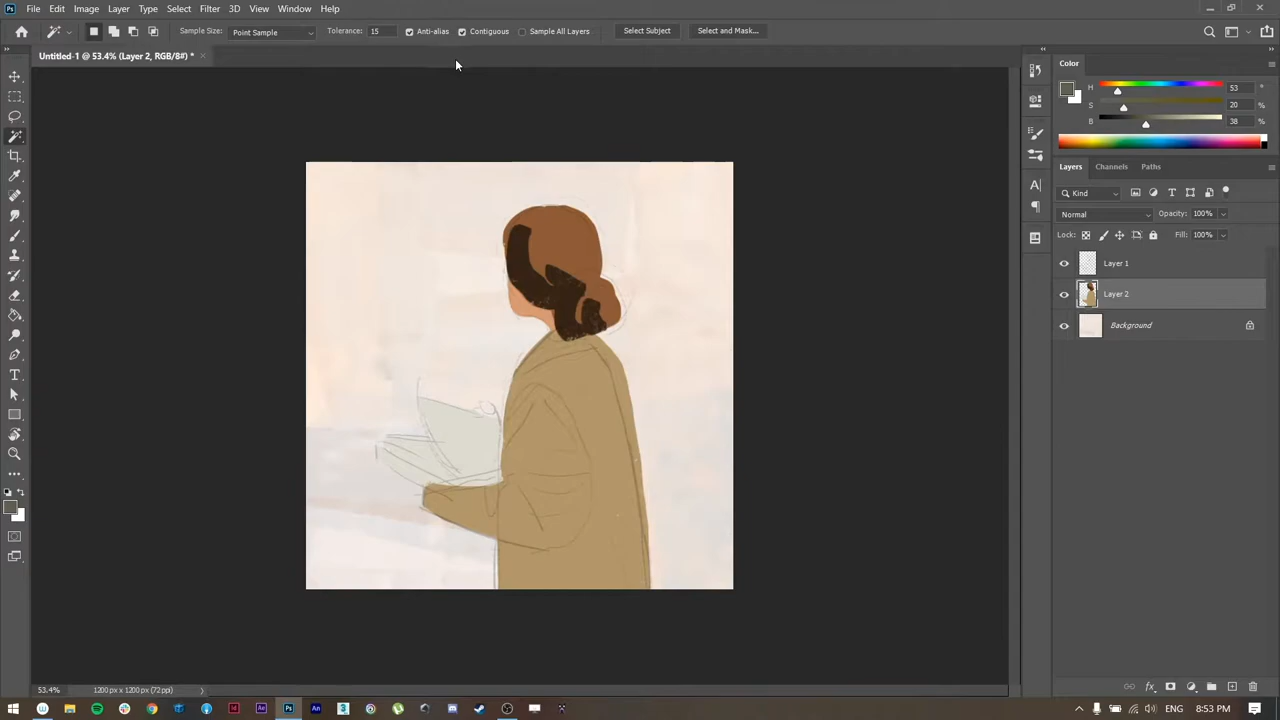 Ps File Edit Image Layer Type Select Filter 3D View Window Help
Sample Size: Point Sample Tolerance: 15 Anti-alias Contiguous Sample All Layers Select Subject Select and Mask...
Untitled-1 @ 53.4% (Layer 2, RGB/8#) *
Color
H 53 °
S 20 %
B 38 %
Layers Channels Paths
Kind
Normal Opacity: 100%
Lock: Fill: 100%
Layer 1
Layer 2
Background
53.4% 1200 px x 1200 px (72 ppi)
8:53 PM